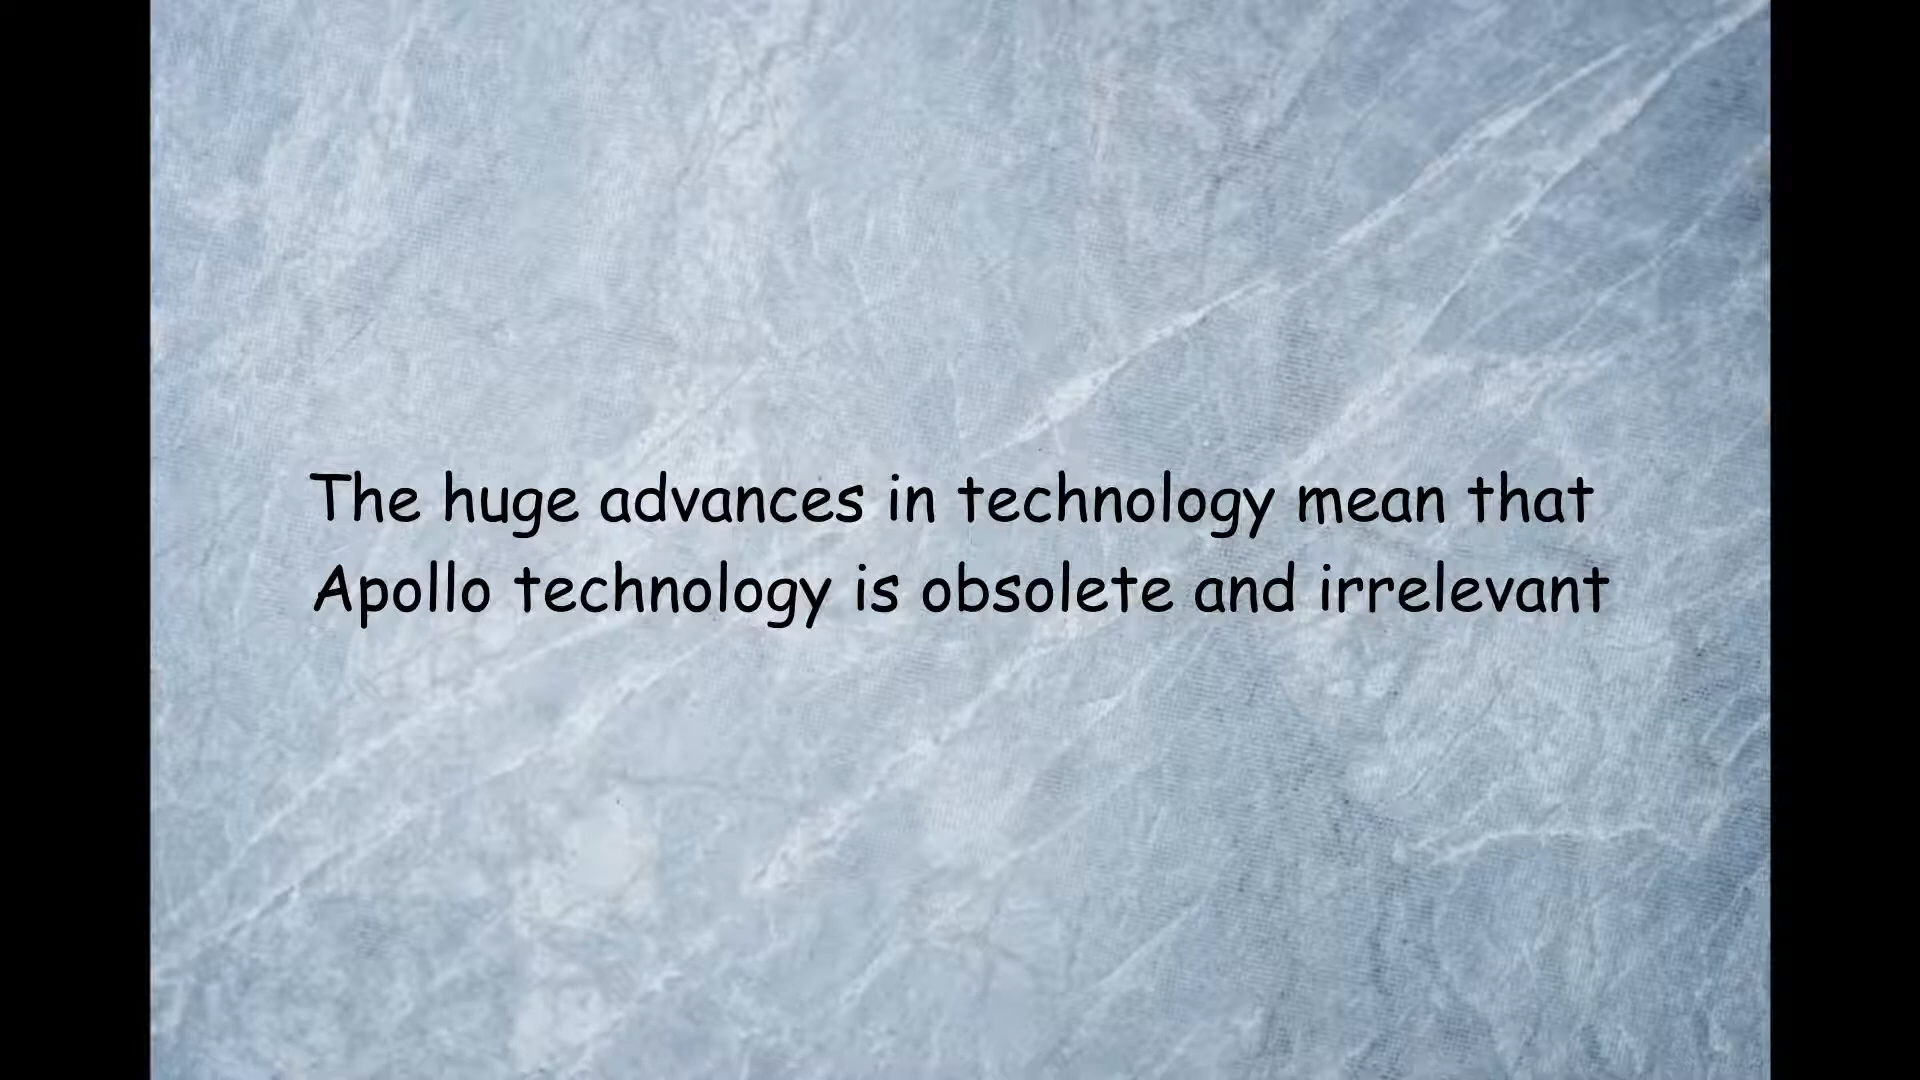 The huge advances in technology mean that
Apollo technology is obsolete and irrelevant